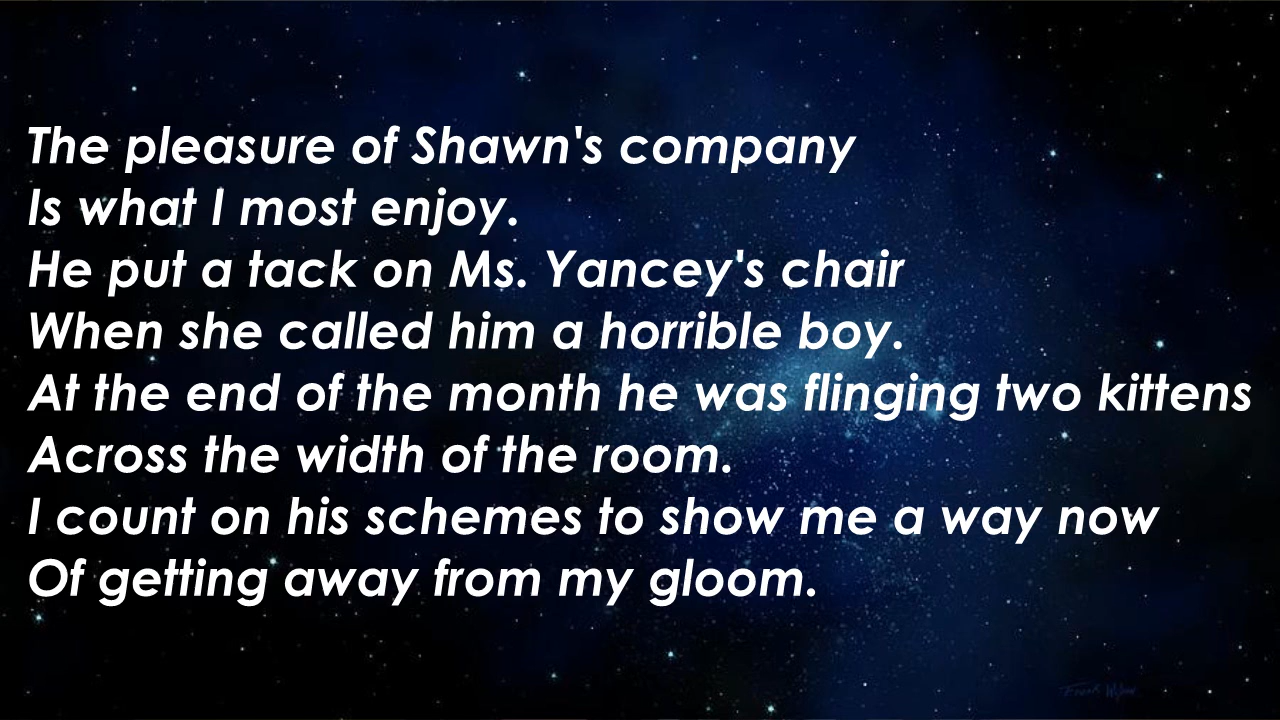 The pleasure of Shawn's company
Is what I most enjoy.
He put a tack on Ms. Yancey's chair
When she called him a horrible boy.
At the end of the month he was flinging two kittens
Across the width of the room.
I count on his schemes to show me a way now
Of getting away from my gloom.